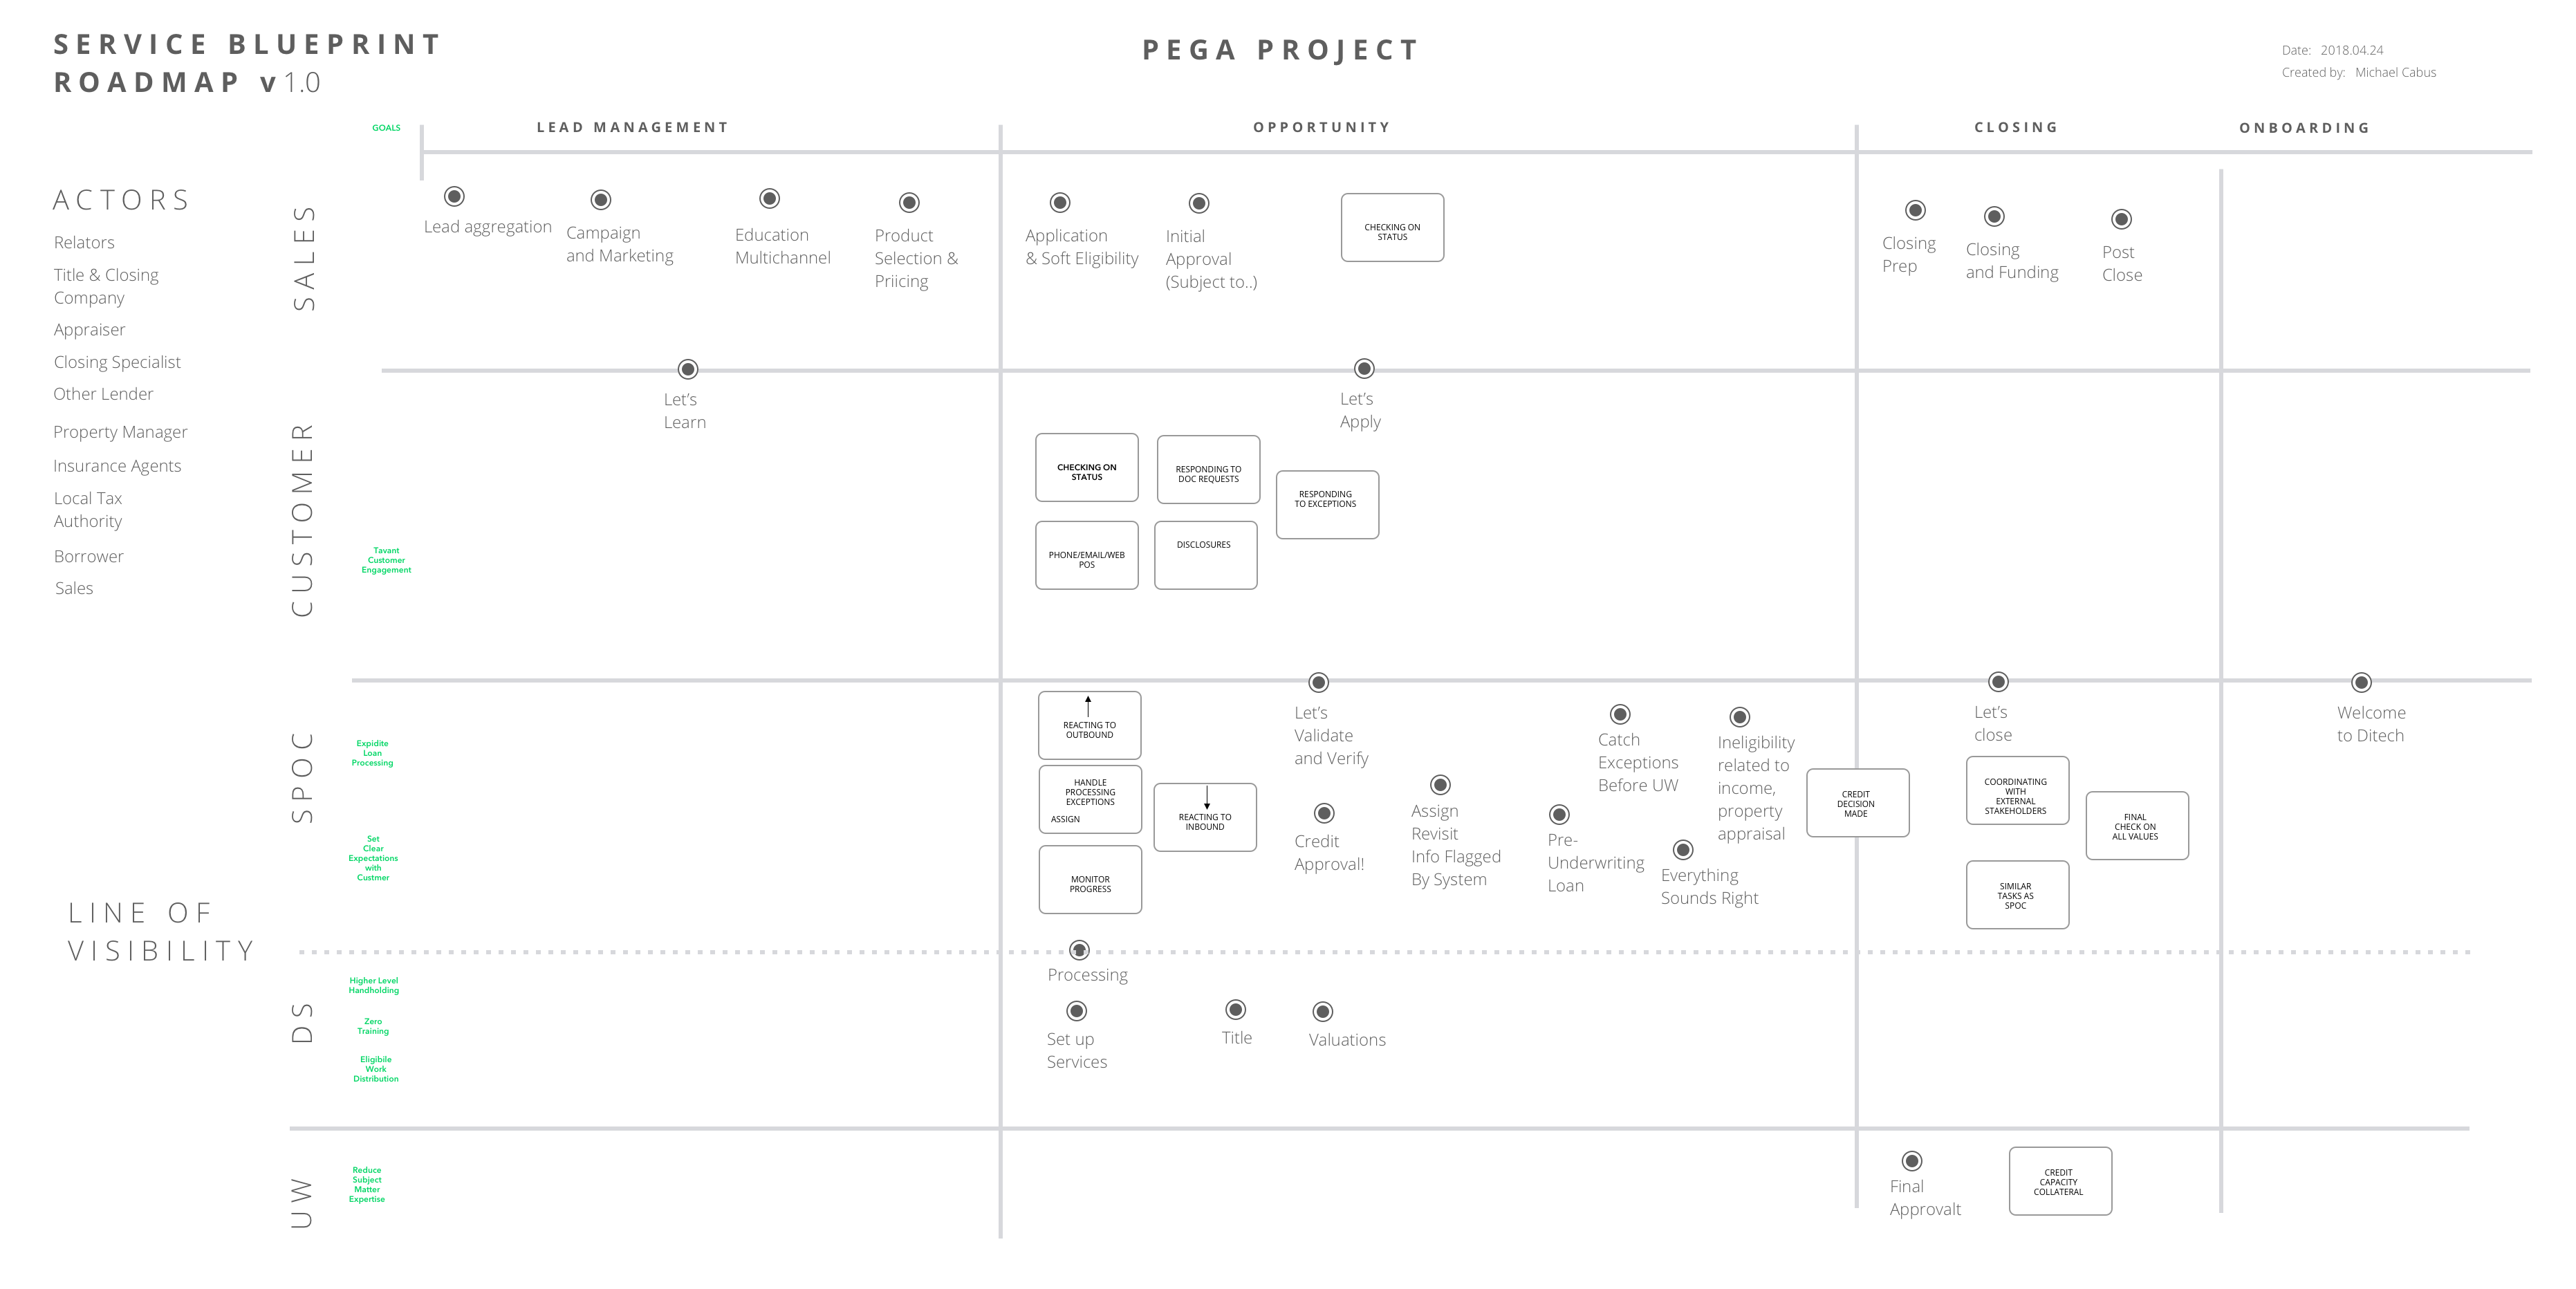 SERVICE BLUEPRINT
ROADMAP v 1.0
PEGA PROJECT
Date: 2018.04.24
Created by: Michael Cabus
GOALS
LEAD MANAGEMENT
OPPORTUNITY
CLOSING
ONBOARDING
ACTORS
Relators
Title & Closing
Company
Appraiser
Closing Specialist
Other Lender
Property Manager
Insurance Agents
Local Tax
Authority
Borrower
Sales
SALES
Lead aggregation
Campaign
and Marketing
Education
Multichannel
Product
Selection &
Priicing
Application
& Soft Eligibility
Initial
Approval
(Subject to..)
CHECKING ON
STATUS
Closing
Prep
Closing
and Funding
Post
Close
CUSTOMER
Tavant
Customer
Engagement
Let's
Learn
Let's
Apply
CHECKING ON
STATUS
RESPONDING TO
DOC REQUESTS
RESPONDING
TO EXCEPTIONS
PHONE/EMAIL/WEB
POS
DISCLOSURES
SPOC
Expidite
Loan
Processing
Set
Clear
Expectations
with
Custmer
REACTING TO
OUTBOUND
HANDLE
PROCESSING
EXCEPTIONS
ASSIGN
REACTING TO
INBOUND
MONITOR
PROGRESS
Let's
Validate
and Verify
Credit
Approval!
Assign
Revisit
Info Flagged
By System
Pre-
Underwriting
Loan
Catch
Exceptions
Before UW
Everything
Sounds Right
Ineligibility
related to
income,
property
appraisal
CREDIT
DECISION
MADE
Let's
close
COORDINATING
WITH
EXTERNAL
STAKEHOLDERS
FINAL
CHECK ON
ALL VALUES
SIMILAR
TASKS AS
SPOC
Welcome
to Ditech
LINE OF
VISIBILITY
DS
Higher Level
Handholding
Zero
Training
Eligibile
Work
Distribution
Processing
Set up
Services
Title
Valuations
UW
Reduce
Subject
Matter
Expertise
Final
Approvalt
CREDIT
CAPACITY
COLLATERAL